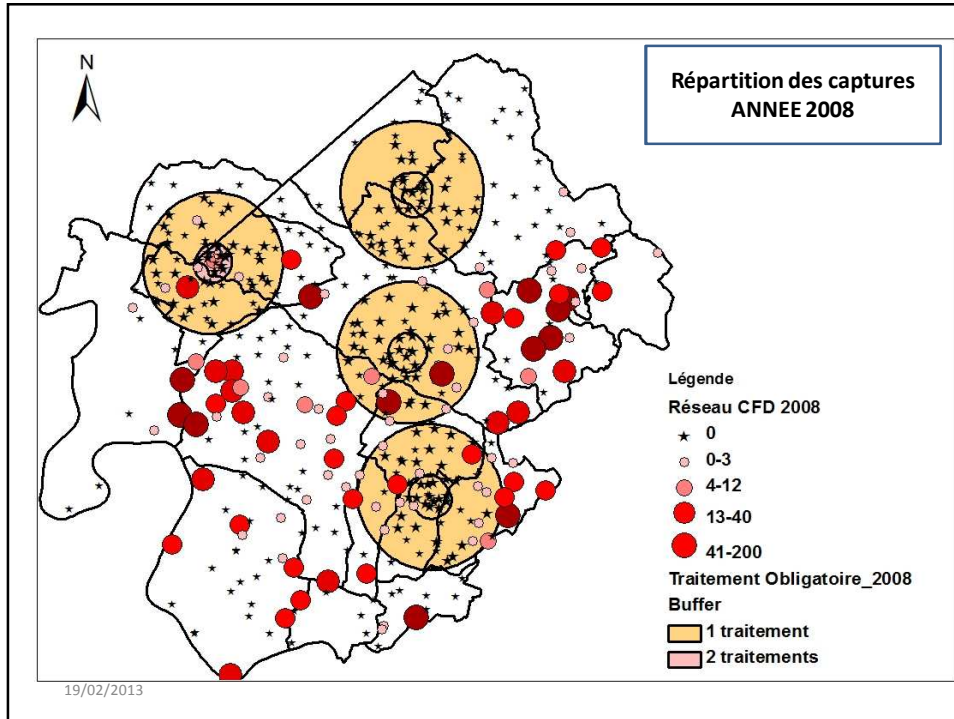 N
Répartition des captures
ANNEE 2008
Légende
Réseau CFD 2008
0
0-3
4-12
13-40
41-200
Traitement Obligatoire_2008
Buffer
1 traitement
2 traitements
19/02/2013